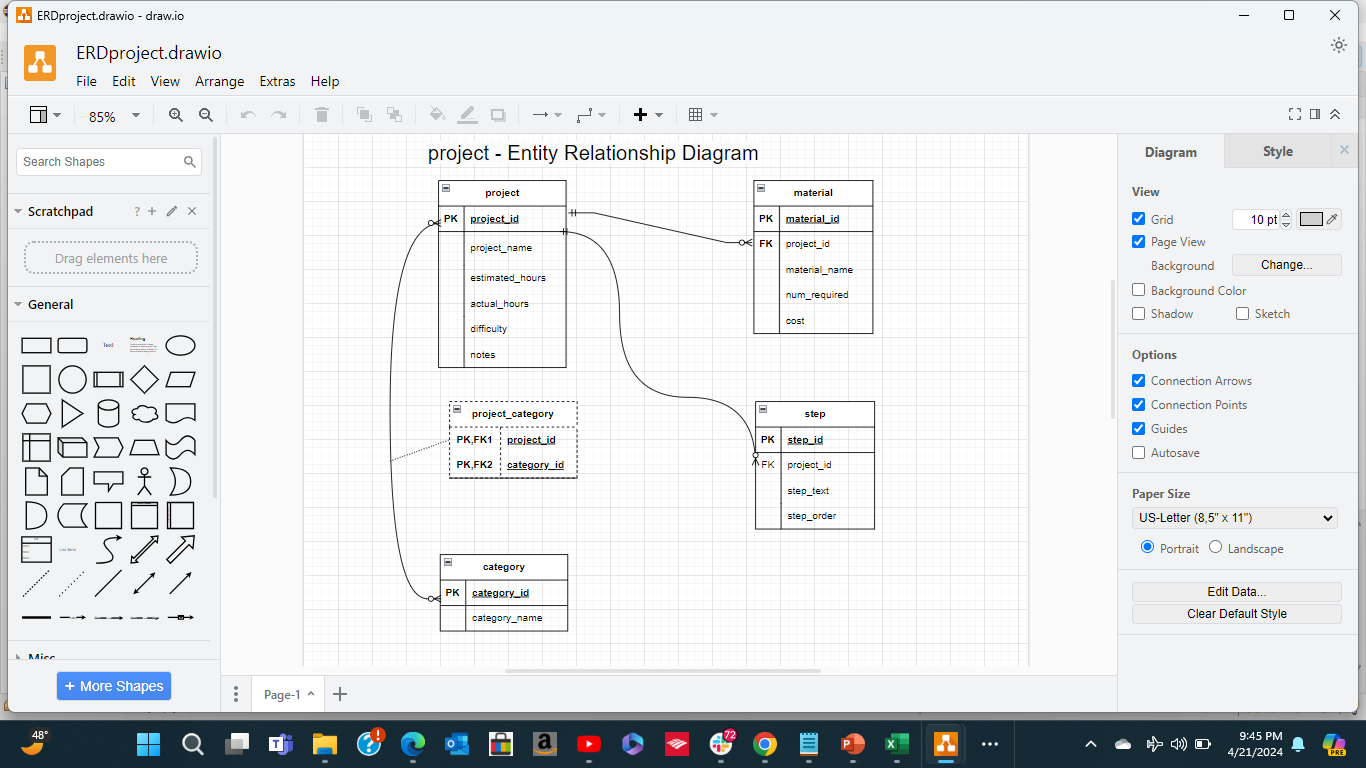 ERDproject.drawio - draw.io
ERDproject.drawio
File Edit View Arrange Extras Help
85%
Search Shapes
Scratchpad
?
Drag elements here
General
Text
Heading
Misc
+ More Shapes
project - Entity Relationship Diagram
project
PK project_id
project_name
estimated_hours
actual_hours
difficulty
notes
material
PK material_id
FK project_id
material_name
num_required
cost
project_category
PK,FK1 project_id
PK,FK2 category_id
step
PK step_id
FK project_id
step_text
step_order
category
PK category_id
category_name
Page-1
Diagram Style
View
Grid 10 pt
Page View
Background Change...
Background Color
Shadow Sketch
Options
Connection Arrows
Connection Points
Guides
Autosave
Paper Size
US-Letter (8,5" x 11")
Portrait Landscape
Edit Data...
Clear Default Style
48°
72
9:45 PM
4/21/2024
PRE